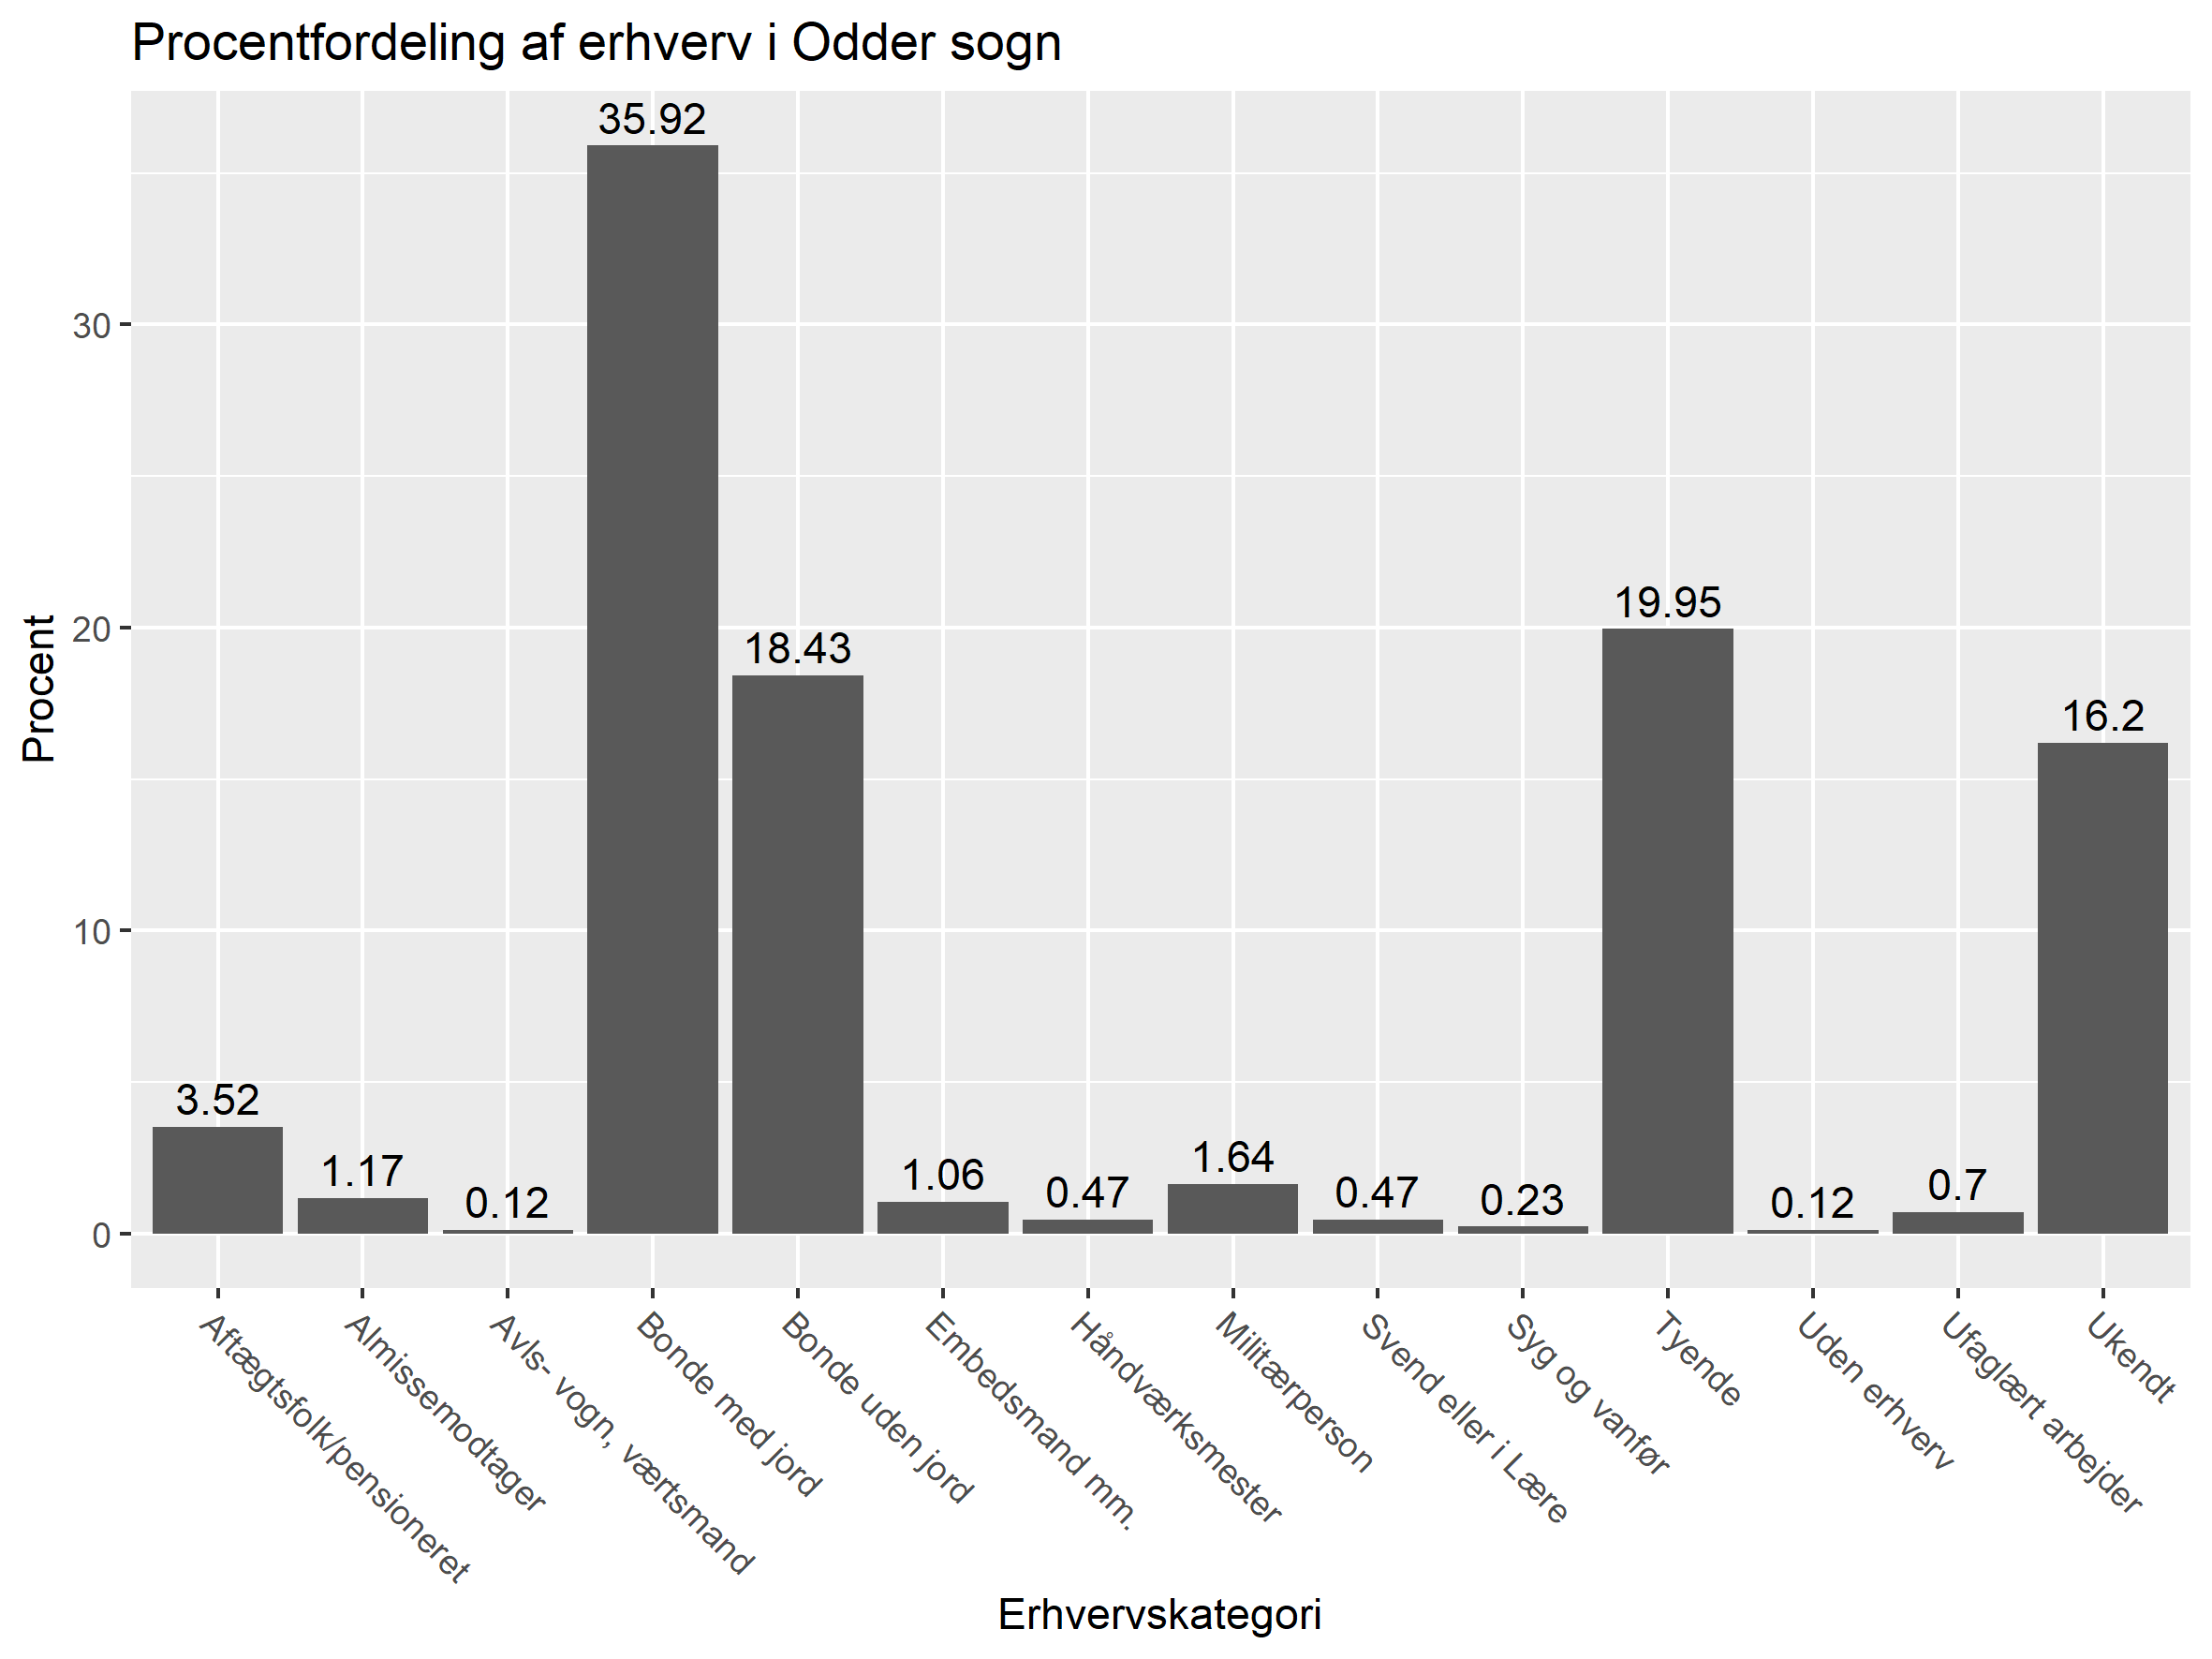 Procentfordeling af erhverv i Odder sogn
35.92
30
19.95
20
18.43
16.2
10
3.52
1.17
0.12
1.06
0.47
1.64
0.47
0.23
0.12
0.7
0
Procent
Aftægtsfolk/pensioneret
Almissemodtager
Avls- vogn, værtsmand
Bonde med jord
Bonde uden jord
Embedsmand mm.
Håndværksmester
Militærperson
Svend eller i Lære
Syg og vanfør
Tyende
Uden erhverv
Ufaglært arbejder
Ukendt
Erhvervskategori